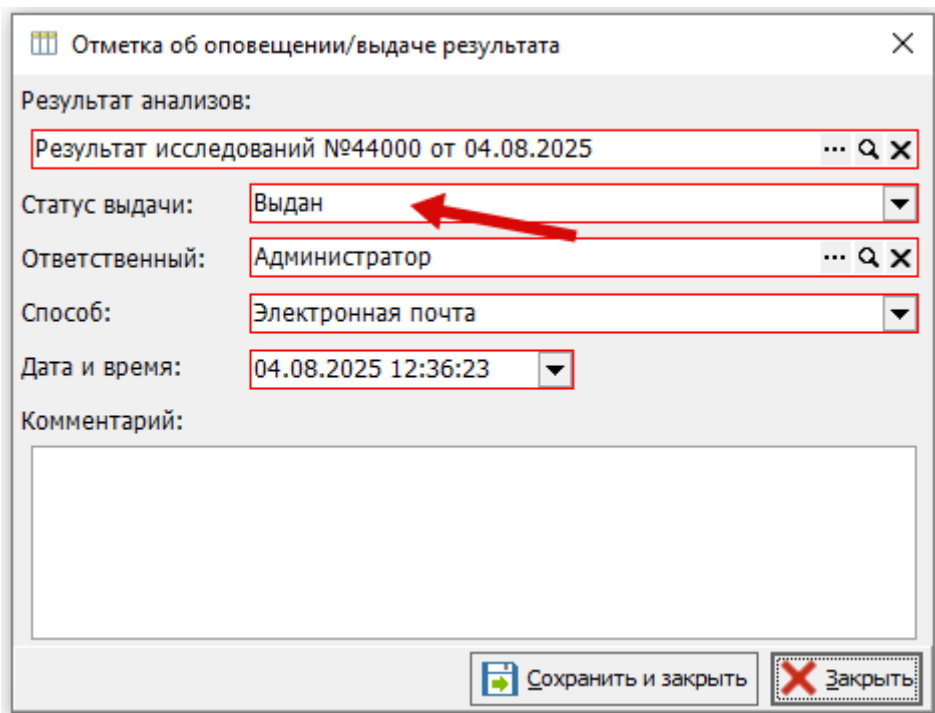 Отметка об оповещении/выдаче результата
Результат анализов:
Результат исследований №44000 от 04.08.2025
Статус выдачи: Выдан
Ответственный: Администратор
Способ: Электронная почта
Дата и время: 04.08.2025 12:36:23
Комментарий:
Сохранить и закрыть Закрыть